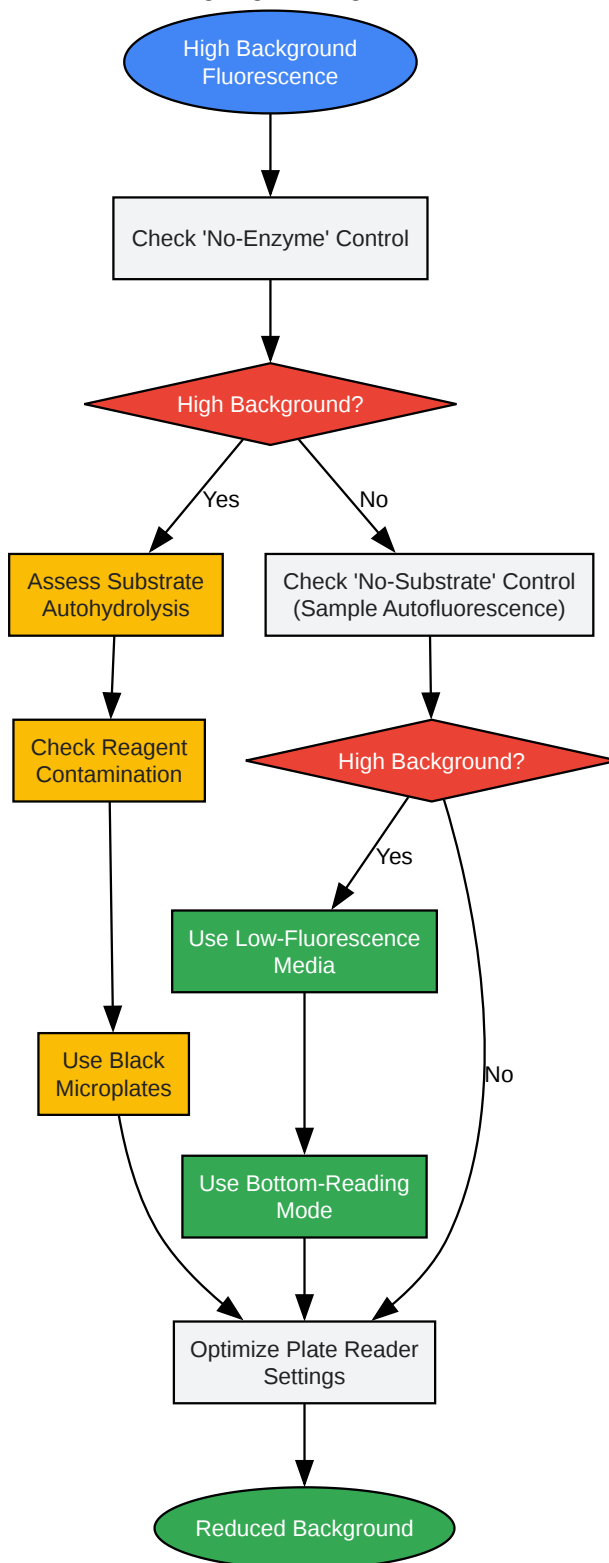 High Background
Fluorescence
Check 'No-Enzyme' Control
High Background?
Yes
No
Assess Substrate
Autohydrolysis
Check 'No-Substrate' Control
(Sample Autofluorescence)
Check Reagent
Contamination
High Background?
Yes
Use Low-Fluorescence
Media
Use Black
Microplates
No
Use Bottom-Reading
Mode
Optimize Plate Reader
Settings
Reduced Background